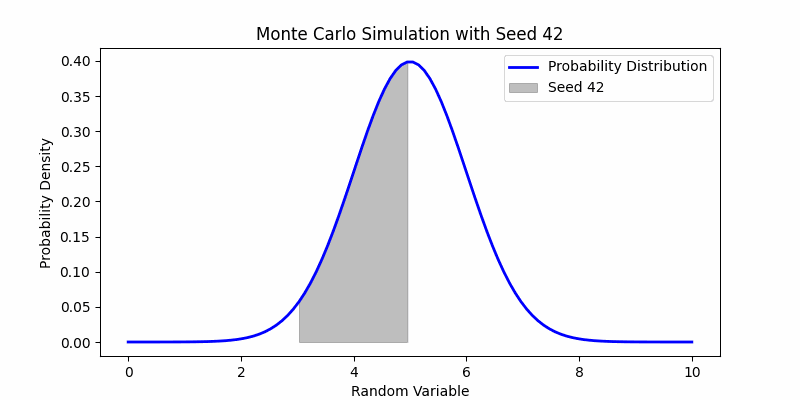 Monte Carlo Simulation with Seed 42
Probability Distribution
Seed 42
Probability Density
0.40
0.35
0.30
0.25
0.20
0.15
0.10
0.05
0.00
0 2 4 6 8 10
Random Variable